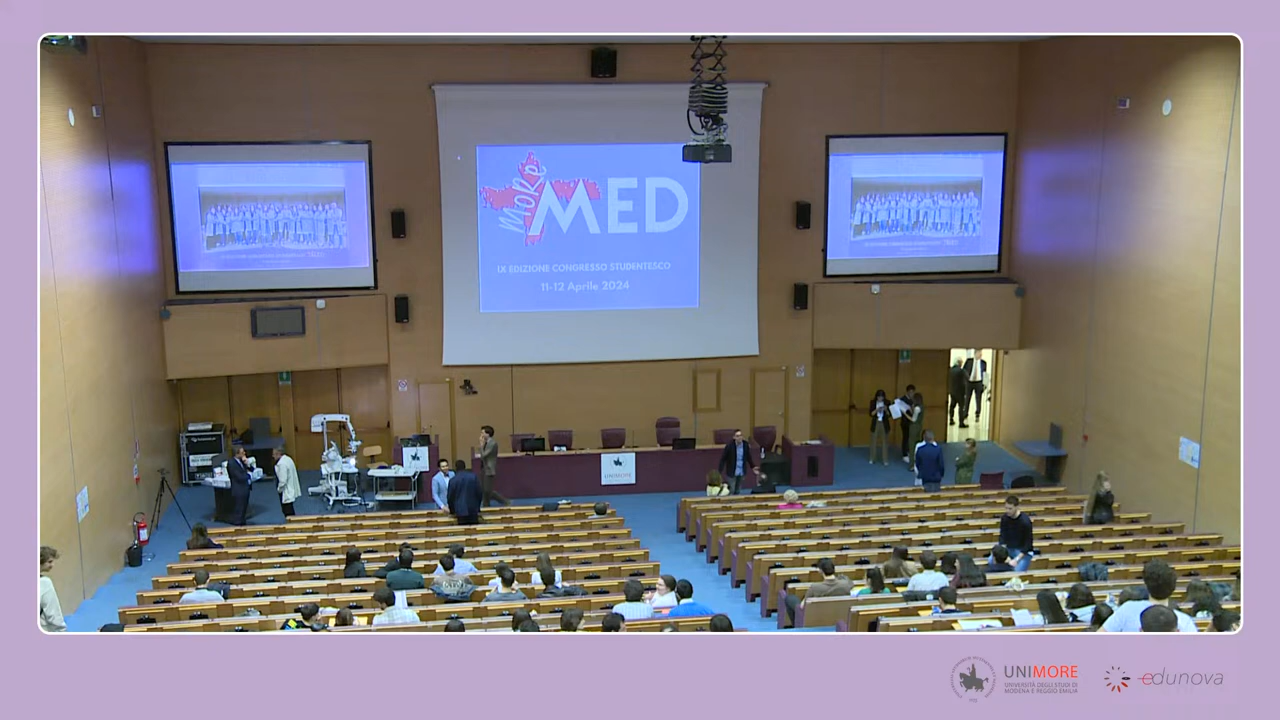 MoRe
MED
IX EDIZIONE CONGRESSO STUDENTESCO
11-12 Aprile 2024
UNIMORE
UNIMORE
UNIVERSITÀ DEGLI STUDI DI
MODENA E REGGIO EMILIA
edunova